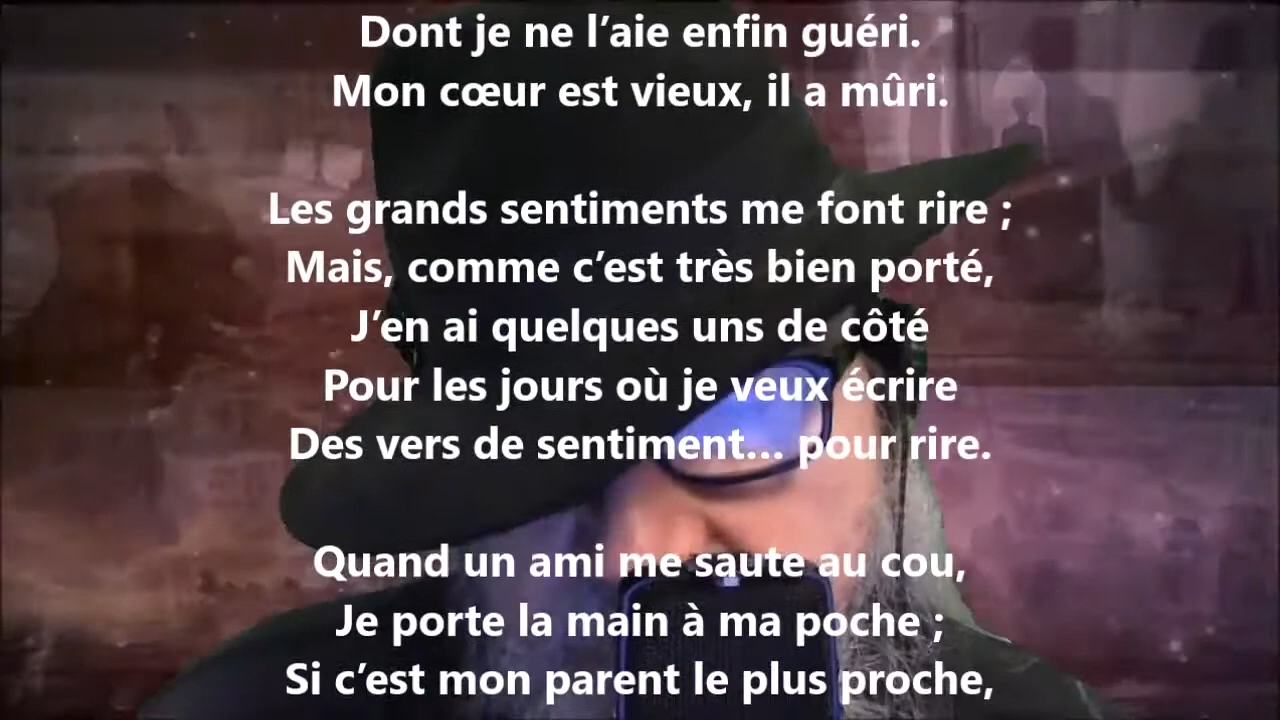 Dont je ne l’aie enfin guéri.
Mon cœur est vieux, il a mûri.
Les grands sentiments me font rire ;
Mais, comme c’est très bien porté,
J’en ai quelques uns de côté
Pour les jours où je veux écrire
Des vers de sentiment... pour rire.
Quand un ami me saute au cou,
Je porte la main à ma poche ;
Si c’est mon parent le plus proche,